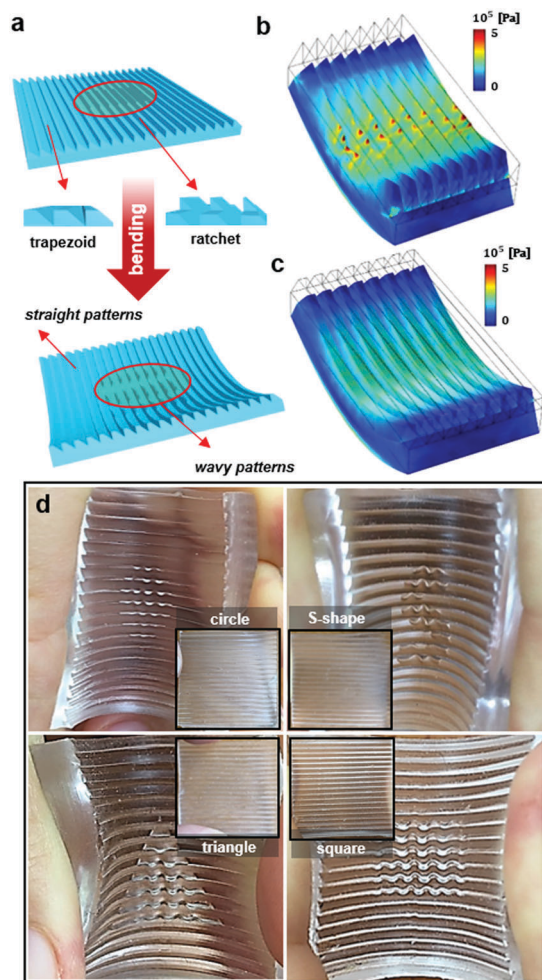 a
trapezoid
ratchet
bending
straight patterns
wavy patterns
b
10⁵ [Pa]
5
0
c
10⁵ [Pa]
5
0
d
circle
S-shape
triangle
square